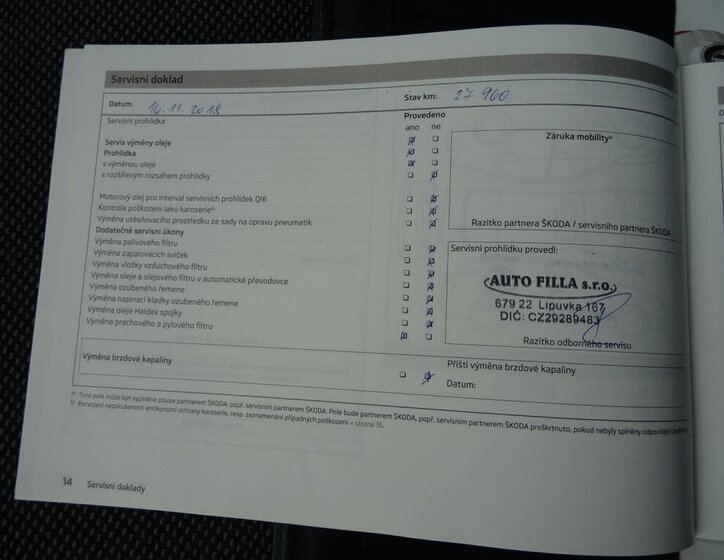 Servisní doklad
Datum: 16.11.2018 Stav km: 27 960
Servisní prohlídka Provedeno
ano ne
Servis výměny oleje
Prohlídka
s výměnou oleje
s rozšířeným rozsahem prohlídky
Motorový olej pro interval servisních prohlídek QI6
Kontrola poškození laku karoserie b)
Výměna utěsňovacího prostředku ze sady na opravu pneumatik
Dodatečné servisní úkony
Výměna palivového filtru
Výměna zapalovacích svíček
Výměna vložky vzduchového filtru
Výměna oleje a olejového filtru v automatické převodovce
Výměna ozubeného řemene
Výměna napínací kladky ozubeného řemene
Výměna oleje Haldex spojky
Výměna prachového a pylového filtru
Výměna brzdové kapaliny
Záruka mobility a)
Razítko partnera ŠKODA / servisního partnera ŠKODA
Servisní prohlídku provedl:
AUTO FILLA s.r.o.
679 22 Lipůvka 167
DIČ: CZ29289483
Razítko odborného servisu
Příští výměna brzdové kapaliny
Datum:
a) Toto pole může být vyplněno pouze partnerem ŠKODA, popř. servisním partnerem ŠKODA. Pole bude partnerem ŠKODA, popř. servisním partnerem ŠKODA proškrtnuto, pokud nebyly splněny odpovídající
b) Potvrzení neporušenosti antikorozní ochrany karoserie, resp. zaznamenání případných poškození » strana 15.
14 Servisní doklady